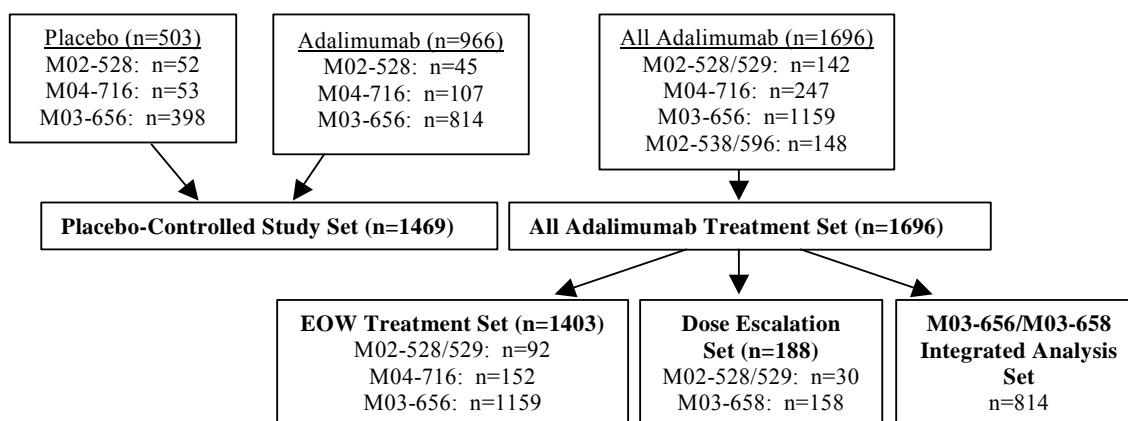 Placebo (n=503)
M02-528: n=52
M04-716: n=53
M03-656: n=398
Adalimumab (n=966)
M02-528: n=45
M04-716: n=107
M03-656: n=814
All Adalimumab (n=1696)
M02-528/529: n=142
M04-716: n=247
M03-656: n=1159
M02-538/596: n=148
Placebo-Controlled Study Set (n=1469)
All Adalimumab Treatment Set (n=1696)
EOW Treatment Set (n=1403)
M02-528/529: n=92
M04-716: n=152
M03-656: n=1159
Dose Escalation
Set (n=188)
M02-528/529: n=30
M03-658: n=158
M03-656/M03-658
Integrated Analysis
Set
n=814